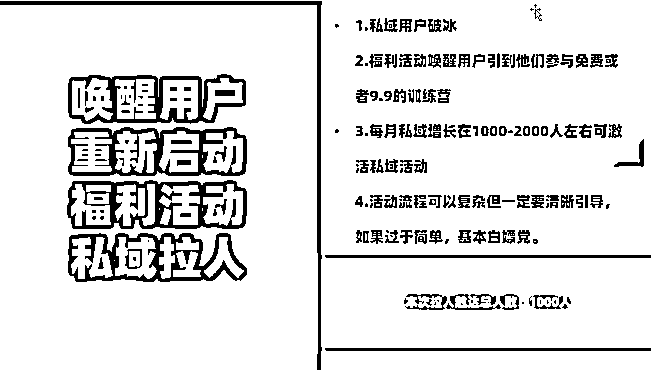 唤醒用户
重新启动
福利活动
私域拉人
• 1.私域用户破冰
2.福利活动唤醒用户引到他们参与免费或
者9.9的训练营
• 3.每月私域增长在1000-2000人左右可激
活私域活动
4.活动流程可以复杂但一定要清晰引导，
如果过于简单，基本白嫖党。
本次拉人 总人数 1000人